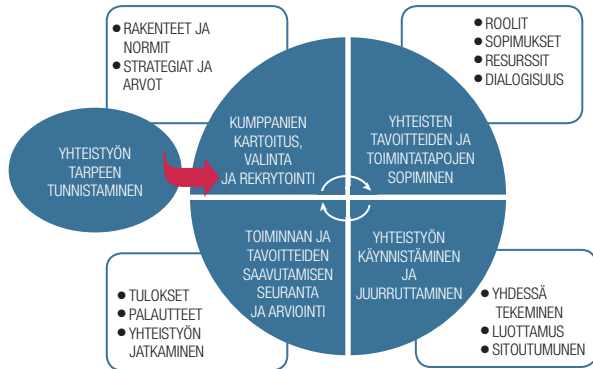 ● RAKENTEET JA
NORMIT
● STRATEGIAT JA
ARVOT
● ROOLIT
● SOPIMUKSET
● RESURSSIT
● DIALOGISUUS
YHTEISTYÖN
TARPEEN
TUNNISTAMINEN
KUMPPANIEN
KARTOITUS,
VALINTA
JA REKRYTOINTI
YHTEISTEN
TAVOITTEIDEN JA
TOIMINTATAPOJEN
SOPIMINEN
TOIMINNAN JA
TAVOITTEIDEN
SAAVUTAMISEN
SEURANTA
JA ARVIOINTI
YHTEISTYÖN
KÄYNNISTÄMINEN
JA
JUURRUTTAMINEN
● TULOKSET
● PALAUTTEET
● YHTEISTYÖN
JATKAMINEN
● YHDESSÄ
TEKEMINEN
● LUOTTAMUS
● SITOUTUMUNEN